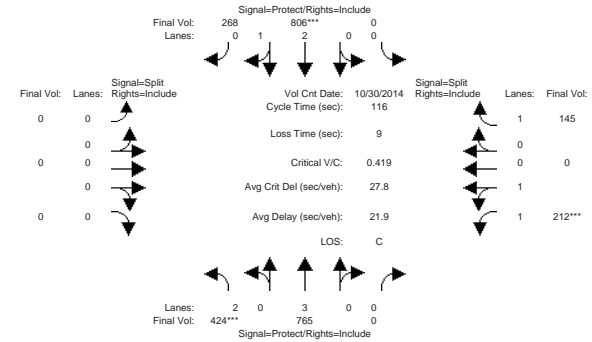 Signal=Protect/Rights=Include
Final Vol: 268 806*** 0
Lanes: 0 1 2 0 0
Signal=Split Signal=Split
Final Vol: Lanes: Rights=Include Vol Cnt Date: 10/30/2014 Rights=Include Lanes: Final Vol:
Cycle Time (sec): 116
0 0 1 145
Loss Time (sec): 9
0 0
0 0 Critical V/C: 0.419 0 0
0 Avg Crit Del (sec/veh): 27.8 1
0 0 Avg Delay (sec/veh): 21.9 1 212***
LOS: C
Lanes: 2 0 3 0 0
Final Vol: 424*** 765 0
Signal=Protect/Rights=Include